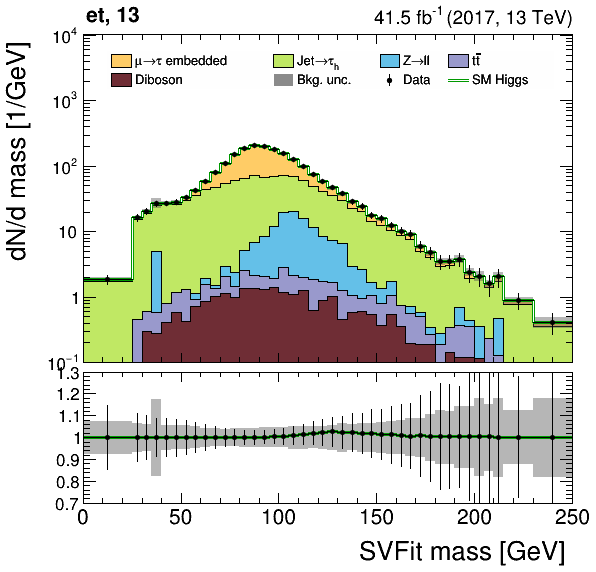 et, 13
41.5 fb⁻¹ (2017, 13 TeV)
dN/d mass [1/GeV]
10⁴
10³
10²
10
1
10⁻¹
μ→τ embedded
Jet→τₕ
Z→ll
tt̄
Diboson
Bkg. unc.
Data
SM Higgs
1.3
1.2
1.1
1
0.9
0.8
0.7
0 50 100 150 200 250
SVFit mass [GeV]